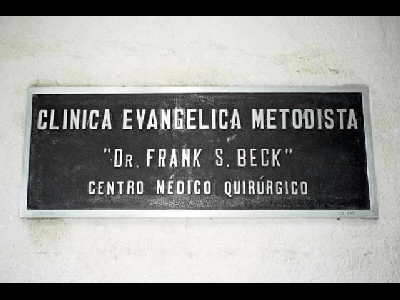 CLINICA EVANGELICA METODISTA
"DR. FRANK S. BECK"
CENTRO MEDICO QUIRÚRGICO